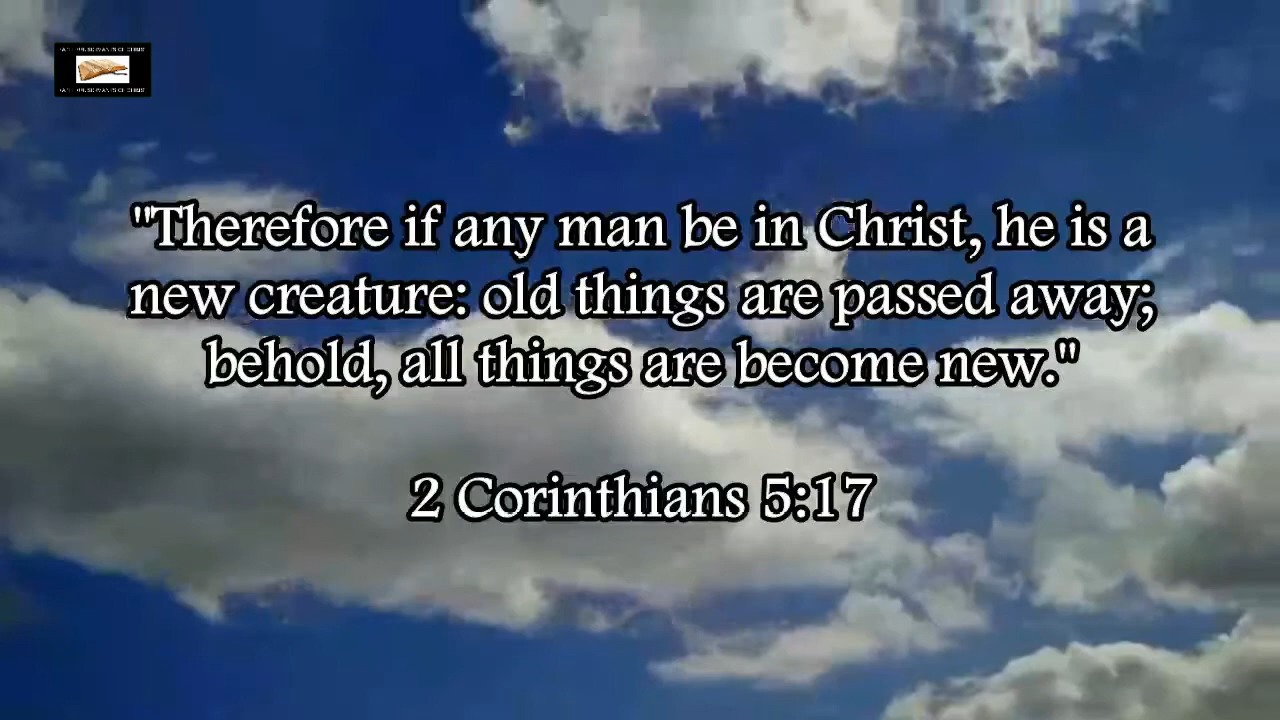 "Therefore if any man be in Christ, he is a
new creature: old things are passed away;
behold, all things are become new."
2 Corinthians 5:17